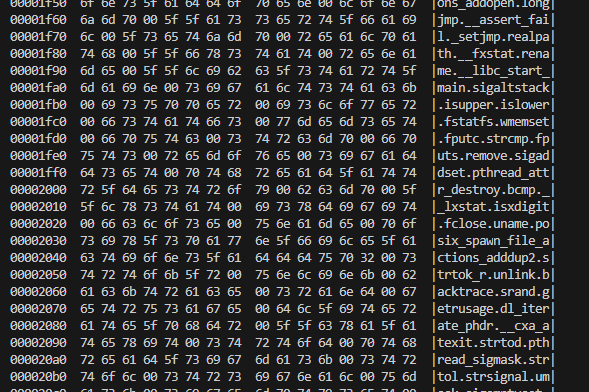 00001f50 6f 6e 73 5f 61 64 64 6f 70 65 6e 00 6c 6f 6e 67 |ons_addopen.long|
00001f60 6a 6d 70 00 5f 5f 61 73 73 65 72 74 5f 66 61 69 |jmp.__assert_fai|
00001f70 6c 00 5f 73 65 74 6a 6d 70 00 72 65 61 6c 70 61 |l._setjmp.realpa|
00001f80 74 68 00 5f 5f 66 78 73 74 61 74 00 72 65 6e 61 |th.__fxstat.rena|
00001f90 6d 65 00 5f 5f 6c 69 62 63 5f 73 74 61 72 74 5f |me.__libc_start_|
00001fa0 6d 61 69 6e 00 73 69 67 61 6c 74 73 74 61 63 6b |main.sigaltstack|
00001fb0 00 69 73 75 70 70 65 72 00 69 73 6c 6f 77 65 72 |.isupper.islower|
00001fc0 00 66 73 74 61 74 66 73 00 77 6d 65 6d 73 65 74 |.fstatfs.wmemset|
00001fd0 00 66 70 75 74 63 00 73 74 72 63 6d 70 00 66 70 |.fputc.strcmp.fp|
00001fe0 75 74 73 00 72 65 6d 6f 76 65 00 73 69 67 61 64 |uts.remove.sigad|
00001ff0 64 73 65 74 00 70 74 68 72 65 61 64 5f 61 74 74 |dset.pthread_att|
00002000 72 5f 64 65 73 74 72 6f 79 00 62 63 6d 70 00 5f |r_destroy.bcmp._|
00002010 5f 6c 78 73 74 61 74 00 69 73 78 64 69 67 69 74 |_lxstat.isxdigit|
00002020 00 66 63 6c 6f 73 65 00 75 6e 61 6d 65 00 70 6f |.fclose.uname.po|
00002030 73 69 78 5f 73 70 61 77 6e 5f 66 69 6c 65 5f 61 |six_spawn_file_a|
00002040 63 74 69 6f 6e 73 5f 61 64 64 64 75 70 32 00 73 |ctions_adddup2.s|
00002050 74 72 74 6f 6b 5f 72 00 75 6e 6c 69 6e 6b 00 62 |trtok_r.unlink.b|
00002060 61 63 6b 74 72 61 63 65 00 73 72 61 6e 64 00 67 |acktrace.srand.g|
00002070 65 74 72 75 73 61 67 65 00 64 6c 5f 69 74 65 72 |etrusage.dl_iter|
00002080 61 74 65 5f 70 68 64 72 00 5f 5f 63 78 61 5f 61 |ate_phdr.__cxa_a|
00002090 74 65 78 69 74 00 73 74 72 74 6f 64 00 70 74 68 |texit.strtod.pth|
000020a0 72 65 61 64 5f 73 69 67 6d 61 73 6b 00 73 74 72 |read_sigmask.str|
000020b0 74 6f 6c 00 73 74 72 73 69 67 6e 61 6c 00 75 6d |tol.strsignal.um|